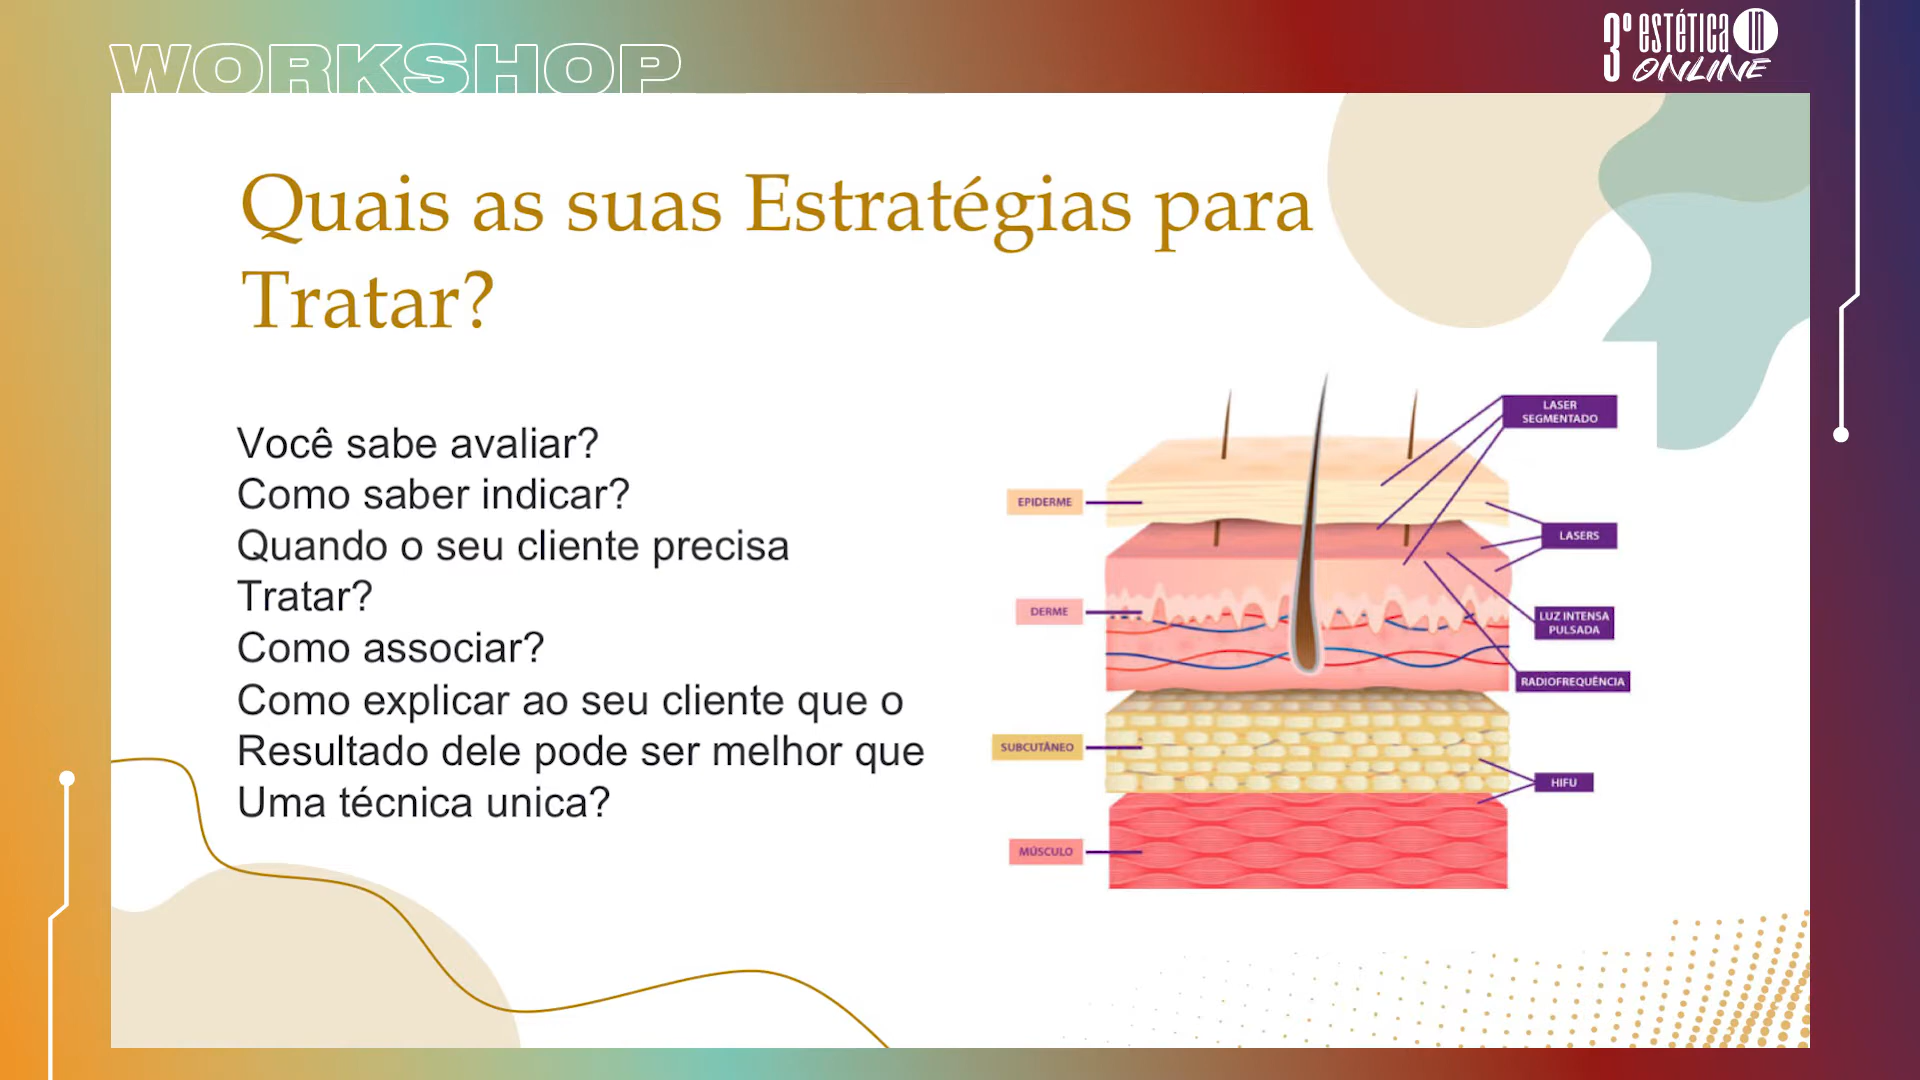 WORKSHOP
3º estética in
ONLINE
Quais as suas Estratégias para
Tratar?
Você sabe avaliar?
Como saber indicar?
Quando o seu cliente precisa
Tratar?
Como associar?
Como explicar ao seu cliente que o
Resultado dele pode ser melhor que
Uma técnica unica?
EPIDERME
DERME
SUBCUTÂNEO
MÚSCULO
LASER
SEGMENTADO
LASERS
LUZ INTENSA
PULSADA
RADIOFREQUÊNCIA
HIFU